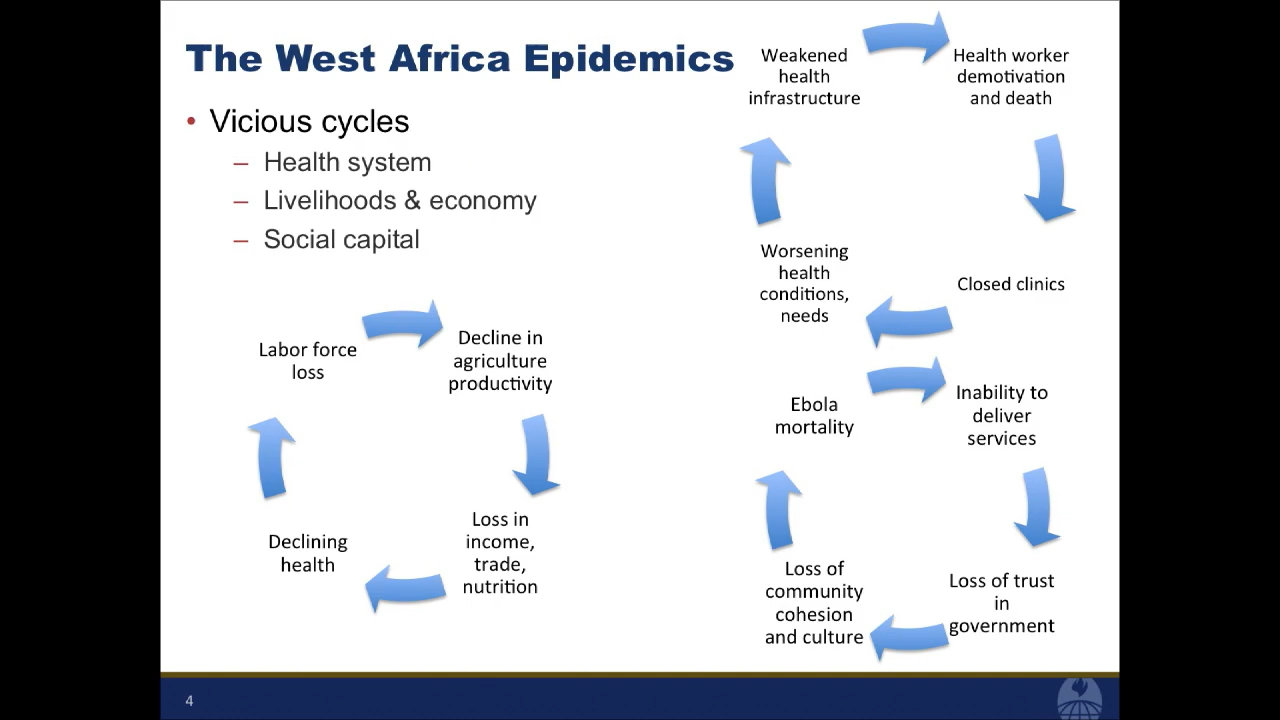 The West Africa Epidemics
• Vicious cycles
– Health system
– Livelihoods & economy
– Social capital
Weakened
health
infrastructure
Health worker
demotivation
and death
Closed clinics
Worsening
health
conditions,
needs
Labor force
loss
Decline in
agriculture
productivity
Loss in
income,
trade,
nutrition
Declining
health
Ebola
mortality
Inability to
deliver
services
Loss of trust
in
government
Loss of
community
cohesion
and culture
4